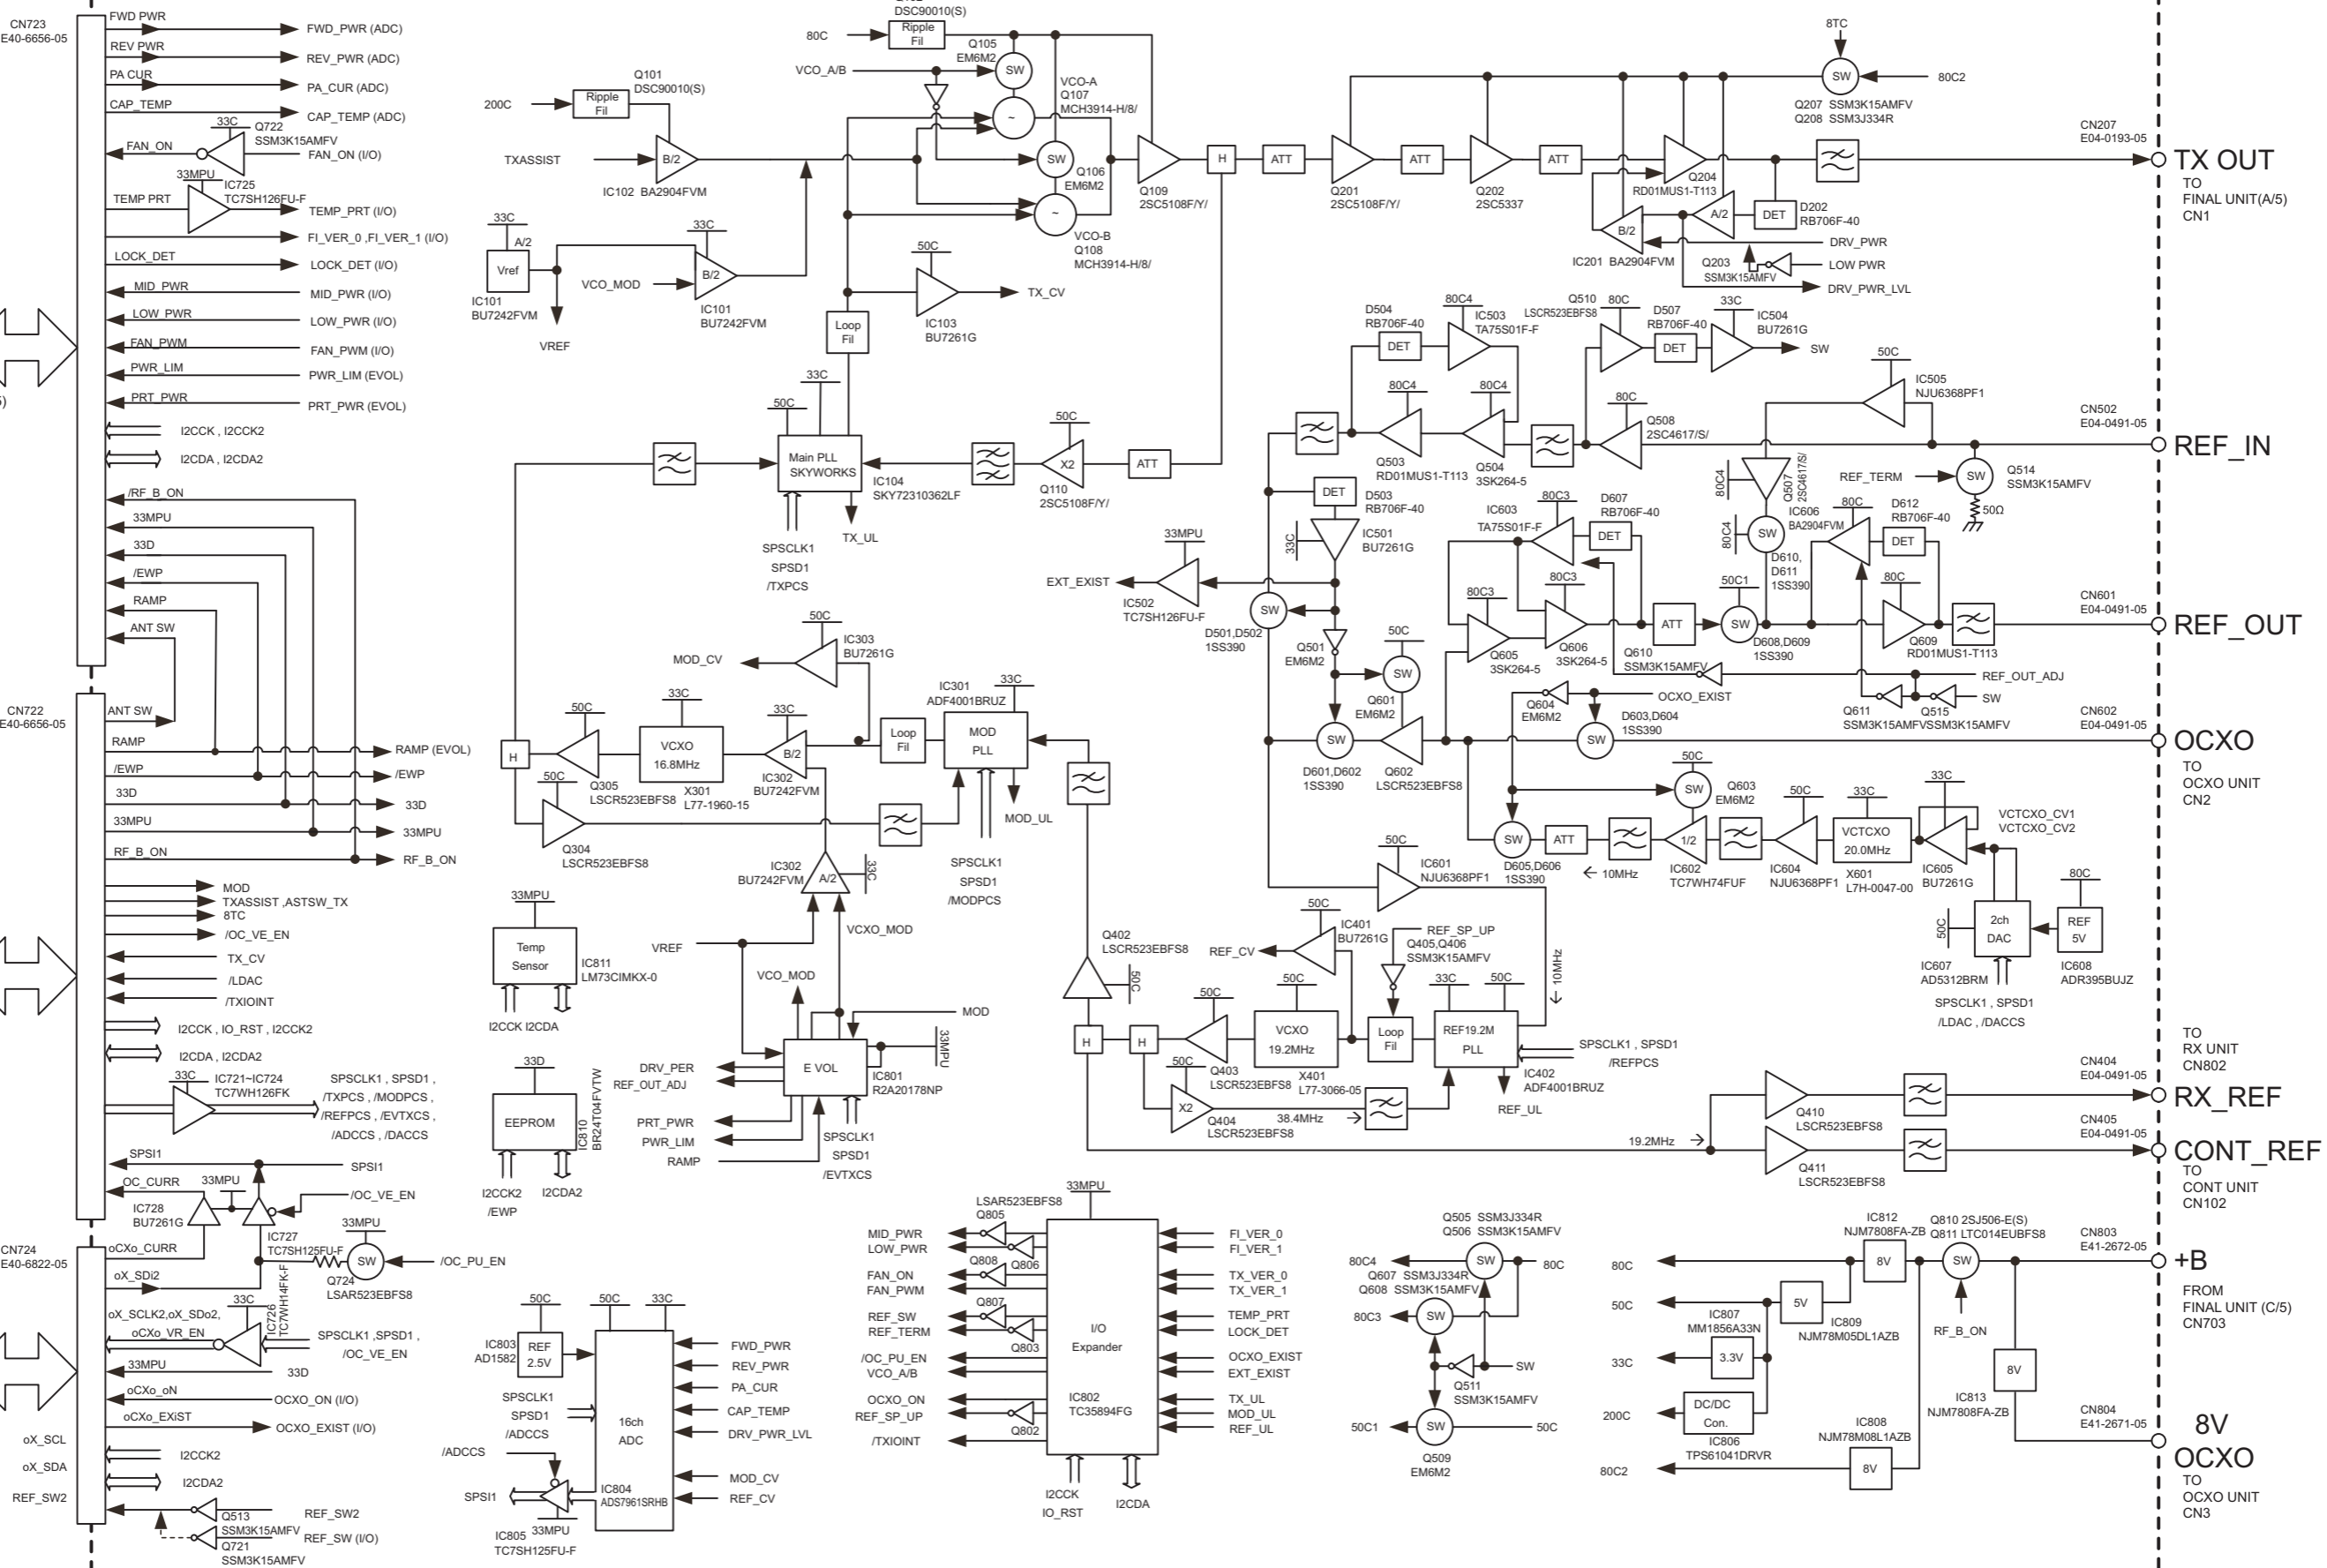 CN723
E40-6656-05
FWD PWR
FWD_PWR (ADC)
REV PWR
REV_PWR (ADC)
PA CUR
PA_CUR (ADC)
CAP_TEMP
CAP_TEMP (ADC)
33C
Q722
SSM3K15AMFV
FAN_ON
FAN_ON (I/O)
33MPU
IC725
TC7SH126FU-F
TEMP PRT
TEMP_PRT (I/O)
FI_VER_0 ,FI_VER_1 (I/O)
LOCK_DET
LOCK_DET (I/O)
MID_PWR
MID_PWR (I/O)
LOW_PWR
LOW_PWR (I/O)
FAN_PWM
FAN_PWM (I/O)
PWR_LIM
PWR_LIM (EVOL)
PRT_PWR
PRT_PWR (EVOL)
I2CCK , I2CCK2
I2CDA , I2CDA2
/RF_B_ON
33MPU
33D
/EWP
RAMP
ANT SW
CN722
E40-6656-05
ANT SW
RAMP
RAMP (EVOL)
/EWP
/EWP
33D
33D
33MPU
33MPU
RF_B_ON
RF_B_ON
MOD
TXASSIST ,ASTSW_TX
8TC
/OC_VE_EN
TX_CV
/LDAC
/TXIOINT
I2CCK , IO_RST , I2CCK2
I2CDA , I2CDA2
33C
IC721~IC724
TC7WH126FK
SPSCLK1 , SPSD1 ,
/TXPCS , /MODPCS ,
/REFPCS , /EVTXCS ,
/ADCCS , /DACCS
SPSI1
SPSI1
OC_CURR
33MPU
/OC_VE_EN
IC728
BU7261G
IC727
TC7SH125FU-F
33MPU
SW
/OC_PU_EN
Q724
LSAR523EBFS8
CN724
E40-6822-05
oCXo_CURR
oX_SDi2
33C
IC726
TC7WH14FK-F
oX_SCLK2,oX_SDo2,
oCXo_VR_EN
SPSCLK1 ,SPSD1 ,
/OC_VE_EN
33MPU
33D
oCXo_oN
OCXO_ON (I/O)
oCXo_EXiST
OCXO_EXIST (I/O)
oX_SCL
I2CCK2
oX_SDA
I2CDA2
REF_SW2
Q513
SSM3K15AMFV
REF_SW2
REF_SW (I/O)
Q721
SSM3K15AMFV
200C
Ripple
Fil
Q101
DSC90010(S)
TXASSIST
B/2
IC102 BA2904FVM
33C
A/2
Vref
IC101
BU7242FVM
VREF
VCO_MOD
33C
B/2
IC101
BU7242FVM
DSC90010(S)
80C
Ripple
Fil
VCO_A/B
Q105
EM6M2
SW
VCO-A
Q107
MCH3914-H/8/
~
SW
Q106
EM6M2
~
VCO-B
Q108
MCH3914-H/8/
50C
TX_CV
IC103
BU7261G
Loop
Fil
33C
50C
Main PLL
SKYWORKS
IC104
SKY72310362LF
TX_UL
SPSCLK1
SPSD1
/TXPCS
50C
X2
Q110
2SC5108F/Y/
ATT
Q109
2SC5108F/Y/
H
ATT
Q201
2SC5108F/Y/
ATT
Q202
2SC5337
ATT
Q204
RD01MUS1-T113
8TC
SW
80C2
Q207 SSM3K15AMFV
Q208 SSM3J334R
A/2
DET
D202
RB706F-40
B/2
IC201 BA2904FVM
DRV_PWR
Q203
SSM3K15AMFV
LOW PWR
DRV_PWR_LVL
CN207
E04-0193-05
TX OUT
TO
FINAL UNIT(A/5)
CN1
D504
RB706F-40
DET
80C4
IC503
TA75S01F-F
Q510
LSCR523EBFS8
80C
D507
RB706F-40
DET
33C
IC504
BU7261G
SW
50C
IC505
NJU6368PF1
80C4
Q503
RD01MUS1-T113
80C4
Q504
3SK264-5
80C
Q508
2SC4617/S/
CN502
E04-0491-05
REF_IN
REF_TERM
SW
Q514
SSM3K15AMFV
50Ω
80C4
Q507
2SC4617/S/
80C4
SW
D610,
D611
1SS390
IC606
BA2904FVM
80C
D612
RB706F-40
DET
DET
D503
RB706F-40
33C
IC501
BU7261G
33MPU
EXT_EXIST
IC502
TC7SH126FU-F
SW
D501,D502
1SS390
Q501
EM6M2
IC603
TA75S01F-F
80C3
D607
RB706F-40
DET
80C3
Q605
3SK264-5
80C3
Q606
3SK264-5
ATT
50C1
SW
D608,D609
1SS390
80C
Q609
RD01MUS1-T113
CN601
E04-0491-05
REF_OUT
Q610
SSM3K15AMFV
REF_OUT_ADJ
Q611
SSM3K15AMFV
Q515
SSM3K15AMFV
SW
50C
SW
Q601
EM6M2
Q604
EM6M2
OCXO_EXIST
D603,D604
1SS390
SW
SW
D601,D602
1SS390
Q602
LSCR523EBFS8
CN602
E04-0491-05
OCXO
TO
OCXO UNIT
CN2
50C
SW
Q603
EM6M2
SW
D605,D606
1SS390
ATT
10MHz
1/2
IC602
TC7WH74FUF
50C
IC604
NJU6368PF1
33C
VCTCXO
20.0MHz
X601
L7H-0047-00
33C
IC605
BU7261G
VCTCXO_CV1
VCTCXO_CV2
50C
2ch
DAC
IC607
AD5312BRM
80C
REF
5V
IC608
ADR395BUJZ
SPSCLK1 , SPSD1
/LDAC , /DACCS
50C
IC601
NJU6368PF1
10MHz
MOD_CV
50C
IC303
BU7261G
H
50C
Q305
LSCR523EBFS8
33C
VCXO
16.8MHz
X301
L77-1960-15
33C
B/2
IC302
BU7242FVM
Loop
Fil
IC301
ADF4001BRUZ
33C
MOD
PLL
MOD_UL
SPSCLK1
SPSD1
/MODPCS
50C
Q304
LSCR523EBFS8
IC302
BU7242FVM
A/2
33C
33MPU
Temp
Sensor
IC811
LM73CIMKX-0
I2CCK I2CDA
VREF
VCXO_MOD
VCO_MOD
MOD
33MPU
E VOL
IC801
R2A20178NP
DRV_PER
REF_OUT_ADJ
PRT_PWR
PWR_LIM
RAMP
SPSCLK1
SPSD1
/EVTXCS
33D
EEPROM
IC810
BR24T04FVTW
I2CCK2
/EWP
I2CDA2
Q402
LSCR523EBFS8
50C
H
H
50C
Q403
LSCR523EBFS8
50C
VCXO
19.2MHz
X401
L77-3066-05
REF_CV
50C
IC401
BU7261G
REF_SP_UP
Q405,Q406
SSM3K15AMFV
Loop
Fil
33C
50C
REF19.2M
PLL
IC402
ADF4001BRUZ
SPSCLK1 , SPSD1
/REFPCS
REF_UL
50C
X2
Q404
LSCR523EBFS8
38.4MHz
19.2MHz
Q410
LSCR523EBFS8
Q411
LSCR523EBFS8
TO
RX UNIT
CN802
CN404
E04-0491-05
RX_REF
CN405
E04-0491-05
CONT_REF
TO
CONT UNIT
CN102
50C
IC803
AD1582
REF
2.5V
50C
33C
16ch
ADC
IC804
ADS7961SRHB
SPSCLK1
SPSD1
/ADCCS
/ADCCS
SPSI1
IC805
TC7SH125FU-F
33MPU
FWD_PWR
REV_PWR
PA_CUR
CAP_TEMP
DRV_PWR_LVL
MOD_CV
REF_CV
33MPU
LSAR523EBFS8
Q805
MID_PWR
LOW_PWR
Q806
Q808
FAN_ON
FAN_PWM
Q807
REF_SW
REF_TERM
Q803
/OC_PU_EN
VCO_A/B
OCXO_ON
REF_SP_UP
Q802
/TXIOINT
I/O
Expander
IC802
TC35894FG
FI_VER_0
FI_VER_1
TX_VER_0
TX_VER_1
TEMP_PRT
LOCK_DET
OCXO_EXIST
EXT_EXIST
TX_UL
MOD_UL
REF_UL
I2CCK
IO_RST
I2CDA
Q505 SSM3J334R
Q506 SSM3K15AMFV
80C4
SW
80C
Q607 SSM3J334R
Q608 SSM3K15AMFV
80C3
SW
SW
Q511
SSM3K15AMFV
50C1
SW
50C
Q509
EM6M2
80C
IC812
NJM7808FA-ZB
8V
Q810 2SJ506-E(S)
Q811 LTC014EUBFS8
SW
RF_B_ON
50C
5V
IC809
NJM78M05DL1AZB
IC807
MM1856A33N
33C
3.3V
200C
DC/DC
Con.
IC806
TPS61041DRVR
IC808
NJM78M08L1AZB
80C2
8V
8V
IC813
NJM7808FA-ZB
CN803
E41-2672-05
+B
FROM
FINAL UNIT (C/5)
CN703
CN804
E41-2671-05
8V
OCXO
TO
OCXO UNIT
CN3